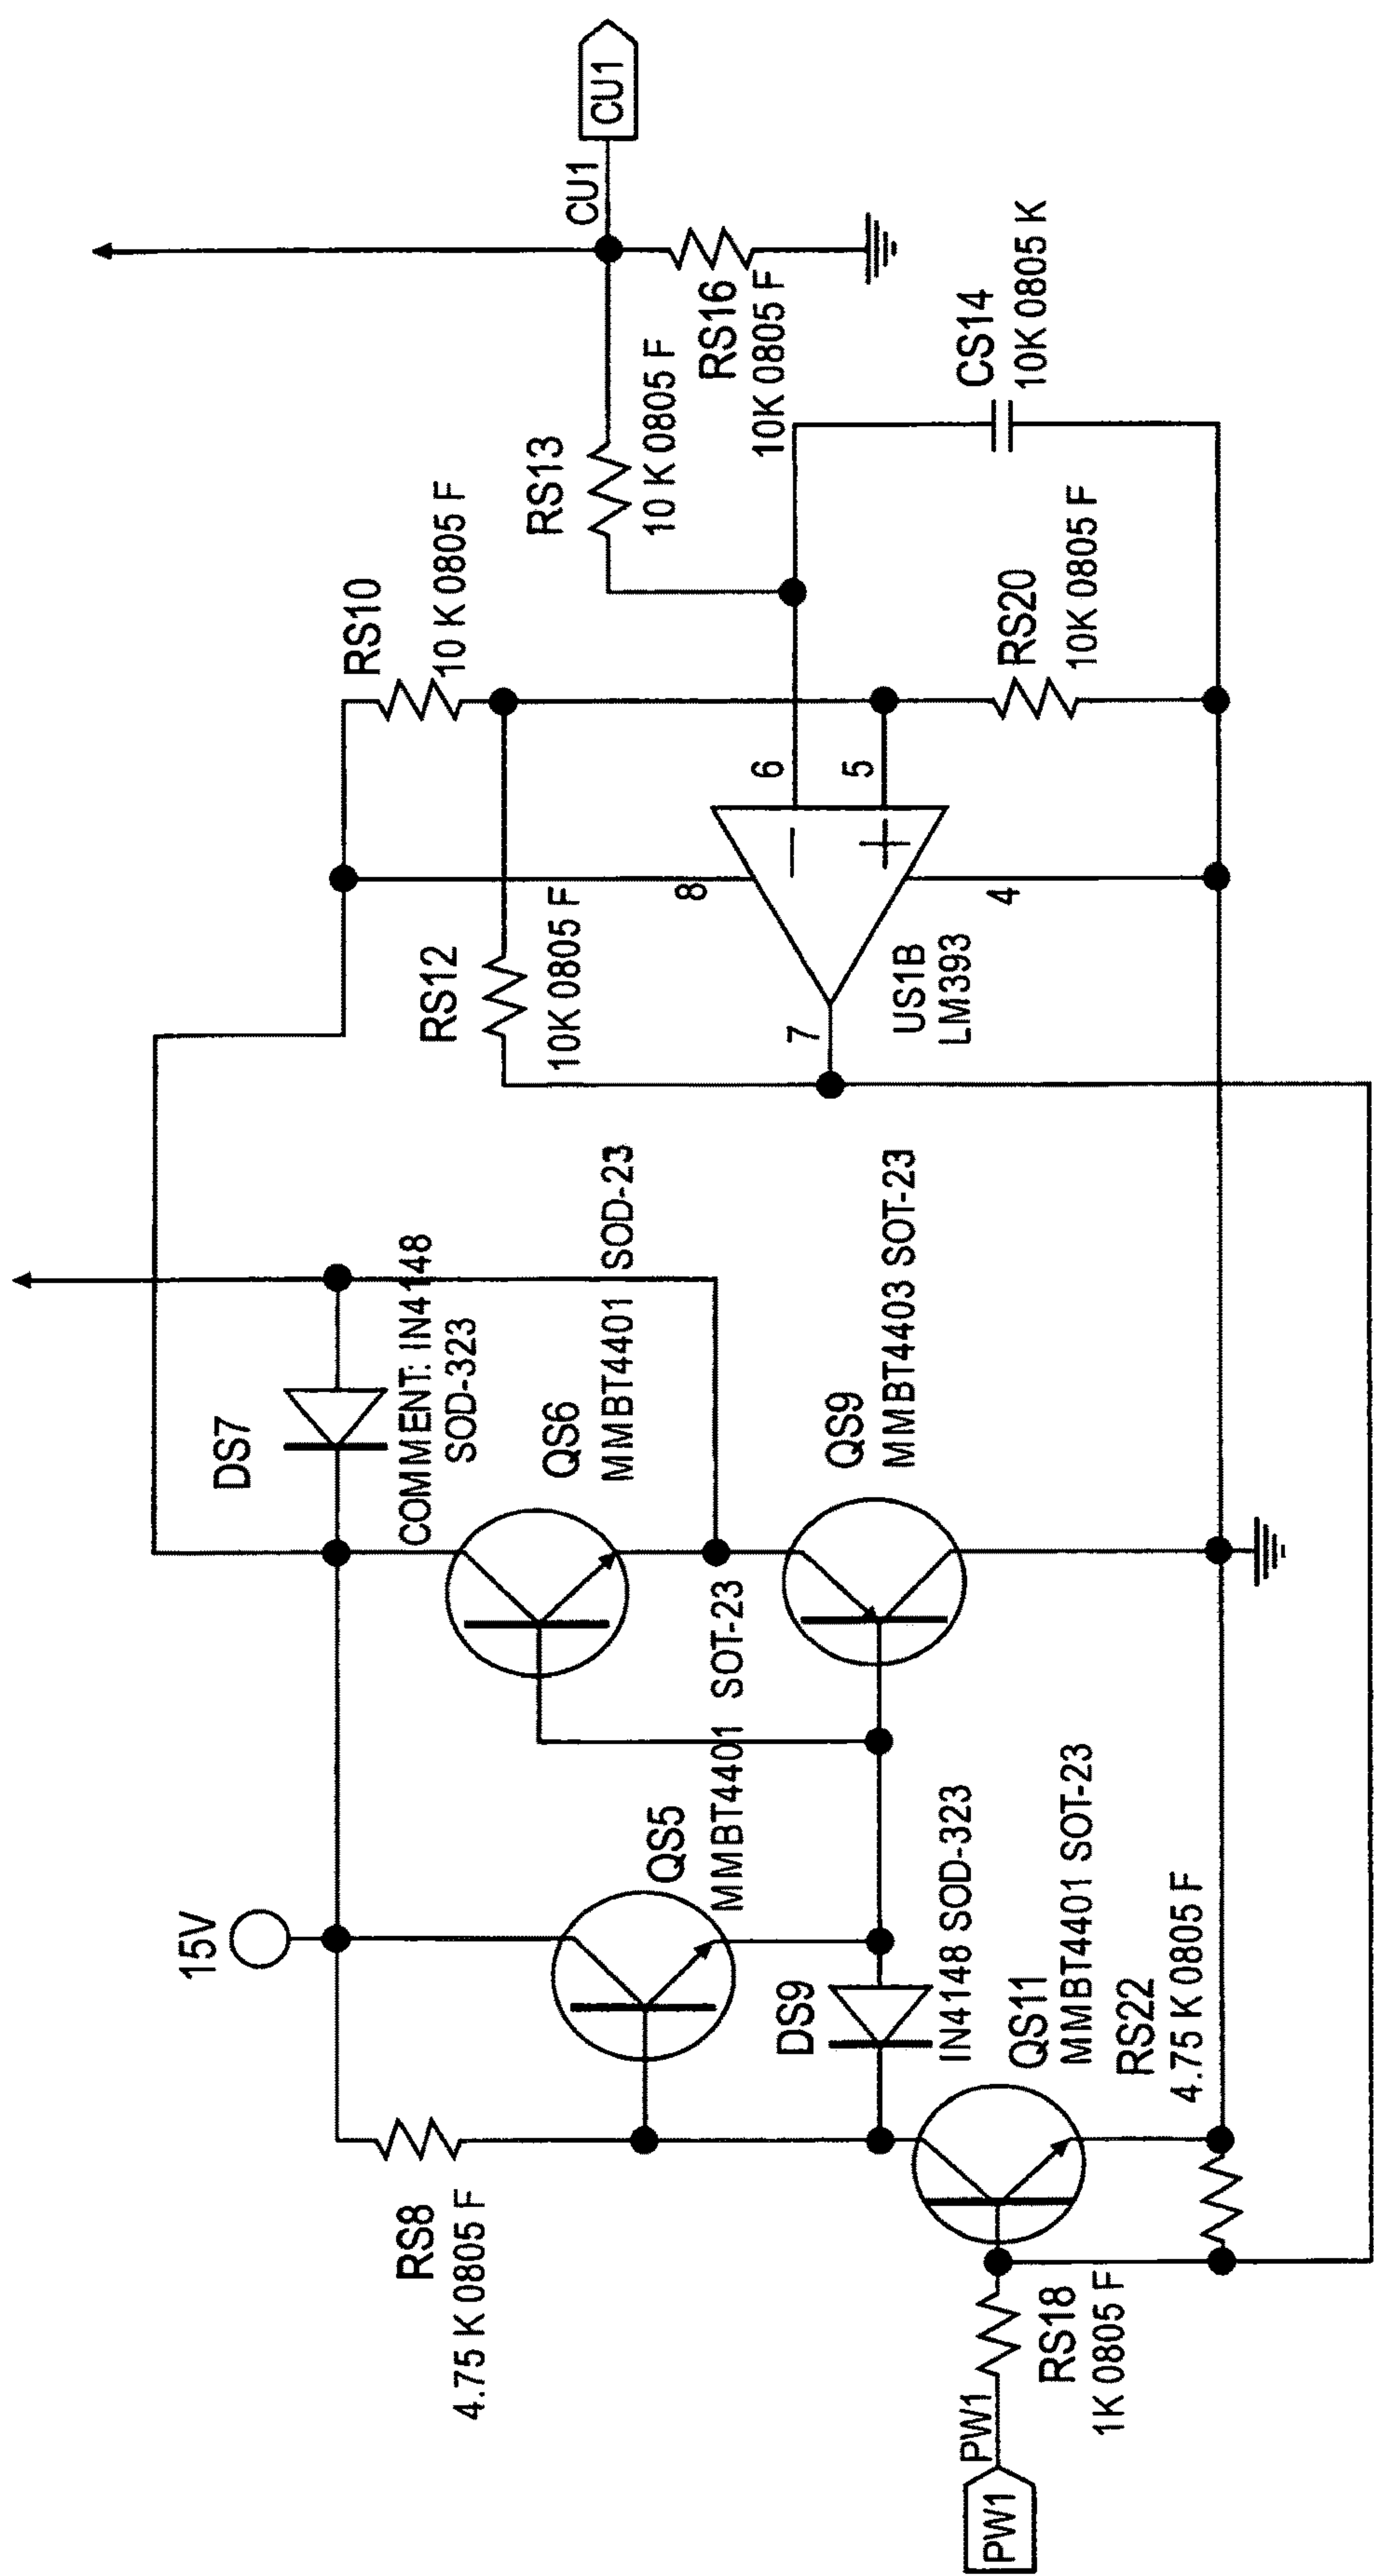 15V
RS8
4.75 K 0805 F
QS5
MMBT4401 SOT-23
DS7
COMMENT: IN4148
SOD-323
QS6
MMBT4401 SOD-23
QS9
MMBT4403 SOT-23
DS9
IN4148 SOD-323
QS11
MMBT4401 SOT-23
RS22
4.75 K 0805 F
PW1
PW1
RS18
1K 0805 F
RS12
10K 0805 F
RS10
10 K 0805 F
8
6
5
7
4
US1B
LM393
RS13
10 K 0805 F
RS20
10K 0805 F
CU1
CU1
RS16
10K 0805 F
CS14
10K 0805 K